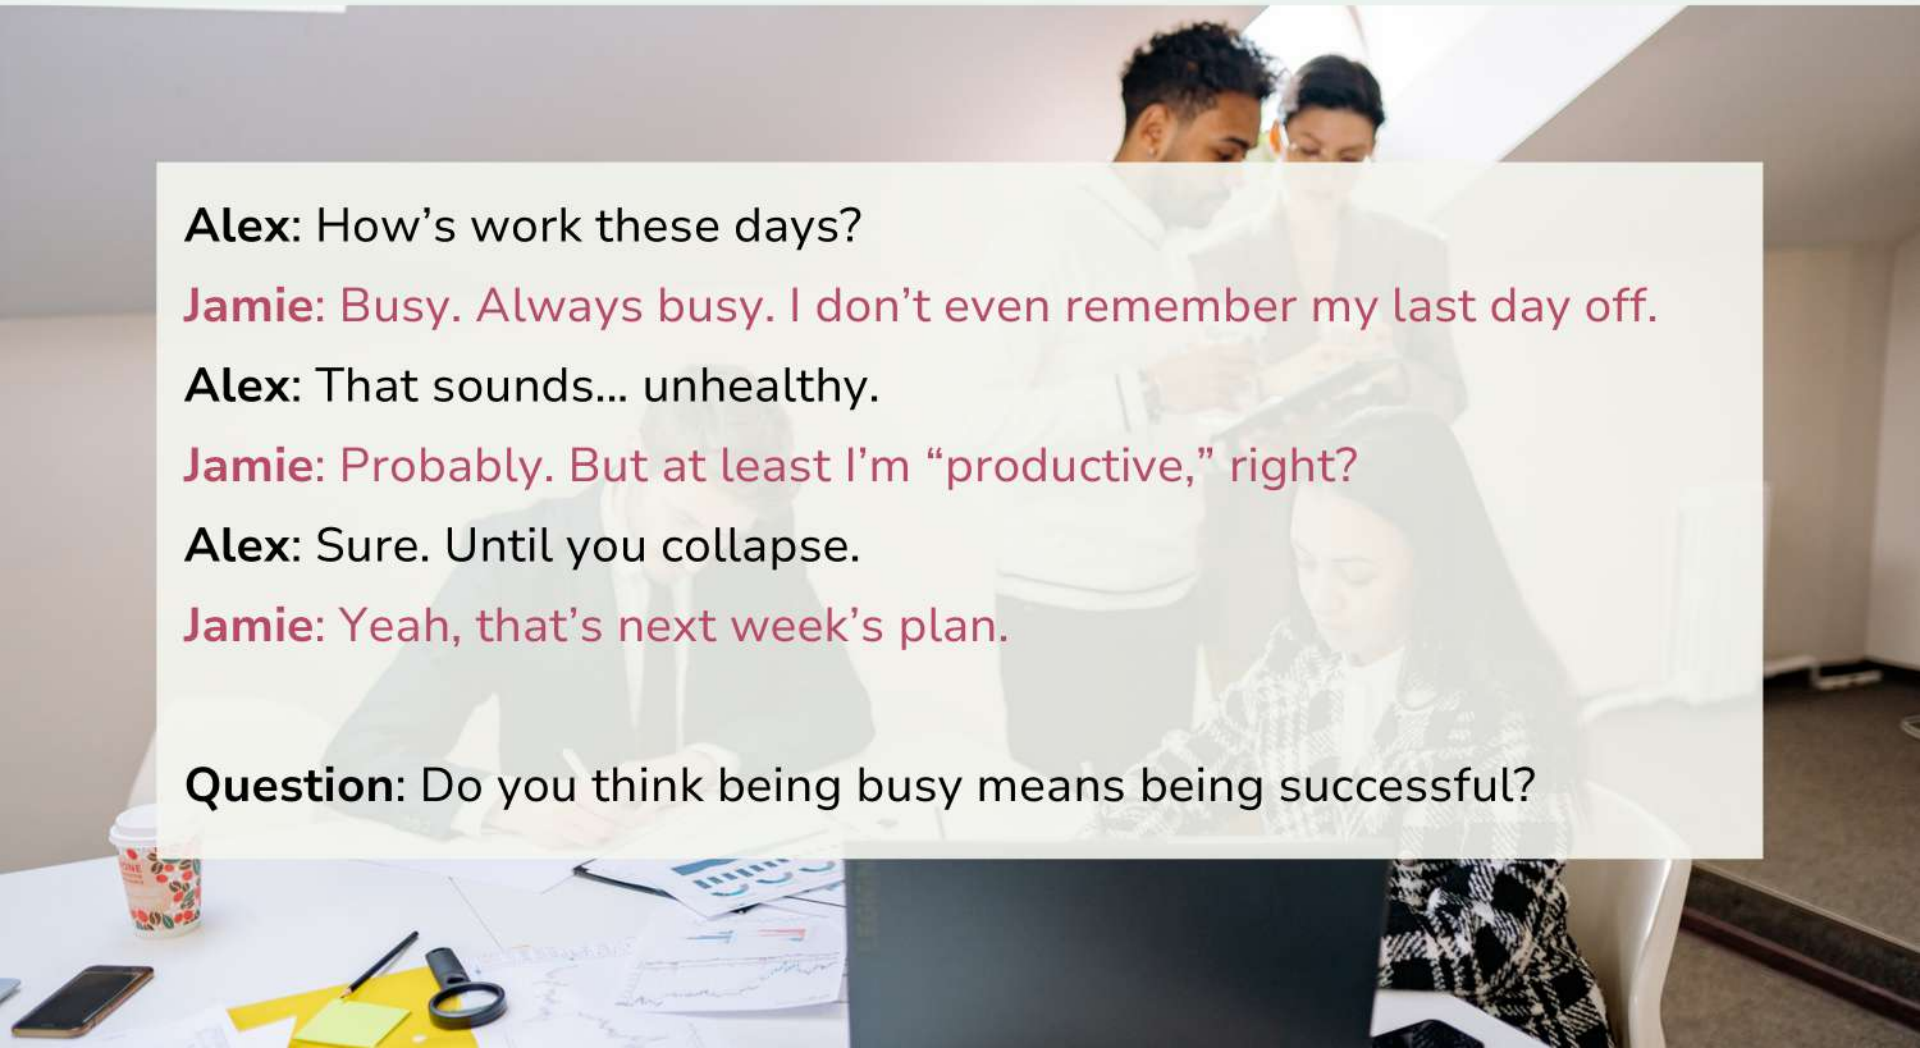 Alex: How's work these days?
Jamie: Busy. Always busy. I don't even remember my last day off.
Alex: That sounds... unhealthy.
Jamie: Probably. But at least I'm “productive,” right?
Alex: Sure. Until you collapse.
Jamie: Yeah, that's next week's plan.
Question: Do you think being busy means being successful?